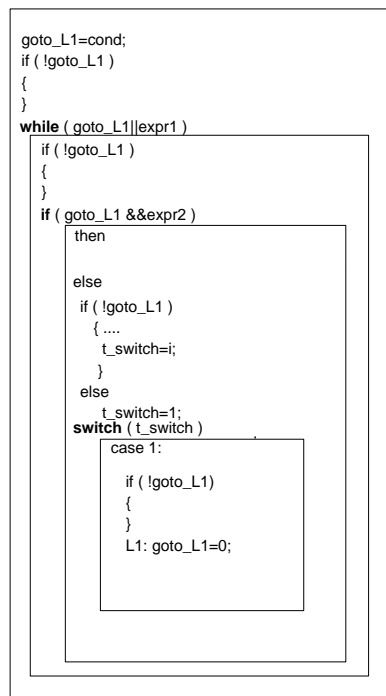 goto_L1=cond;
if ( !goto_L1 )
{
}
while ( goto_L1||expr1 )
if ( !goto_L1 )
{
}
if ( goto_L1 &&expr2 )
then
else
if ( !goto_L1 )
{ ....
t_switch=i;
}
else
t_switch=1;
switch ( t_switch )
case 1:
if ( !goto_L1)
{
}
L1: goto_L1=0;